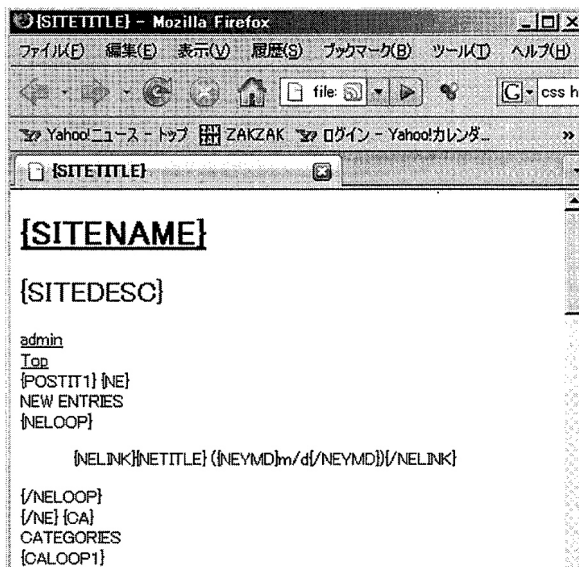 {SITETITLE} - Mozilla Firefox
ファイル(F) 編集(E) 表示(V) 履歴(S) ブックマーク(B) ツール(T) ヘルプ(H)
file: G css h
Yahoo!ニュース - トップ ZAKZAK ログイン - Yahoo!カレンダ... »
{SITETITLE}
{SITENAME}
{SITEDESC}
admin
Top
{POSTIT1} {NE}
NEW ENTRIES
{NELOOP}
{NELINK}{NETITLE} ({NEYMD}m/d{/NEYMD}){/NELINK}
{/NELOOP}
{/NE} {CA}
CATEGORIES
{CALOOP1}